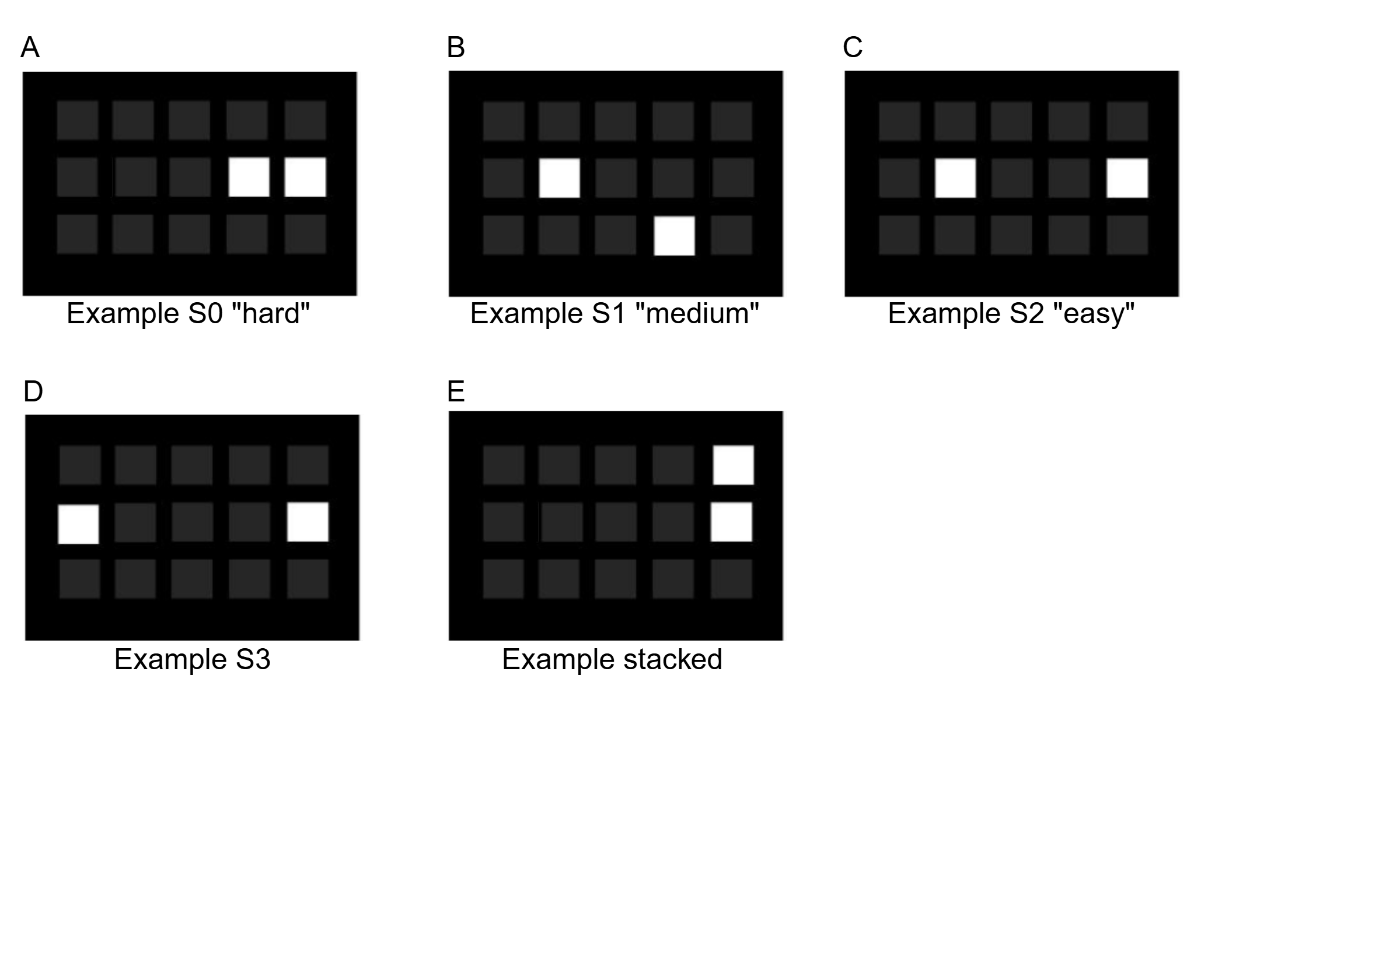 A
B
C
Example S0 "hard"
Example S1 "medium"
Example S2 "easy"
D
E
Example S3
Example stacked